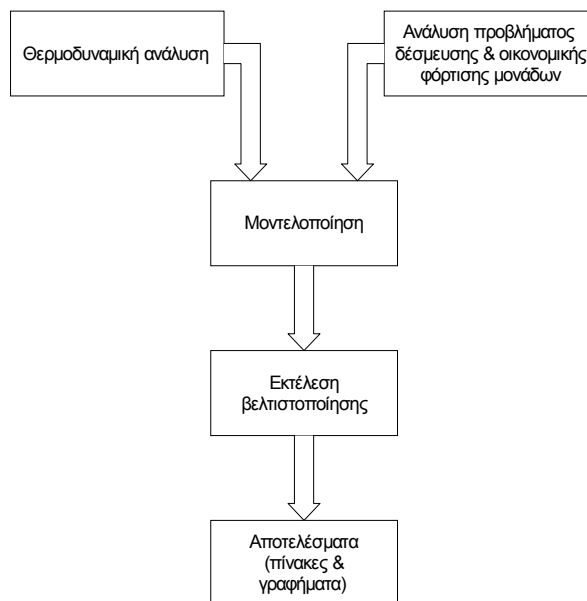 Θερμοδυναμική ανάλυση
Ανάλυση προβλήματος
δέσμευσης & οικονομικής
φόρτισης μονάδων
Μοντελοποίηση
Εκτέλεση
βελτιστοποίησης
Αποτελέσματα
(πίνακες &
γραφήματα)